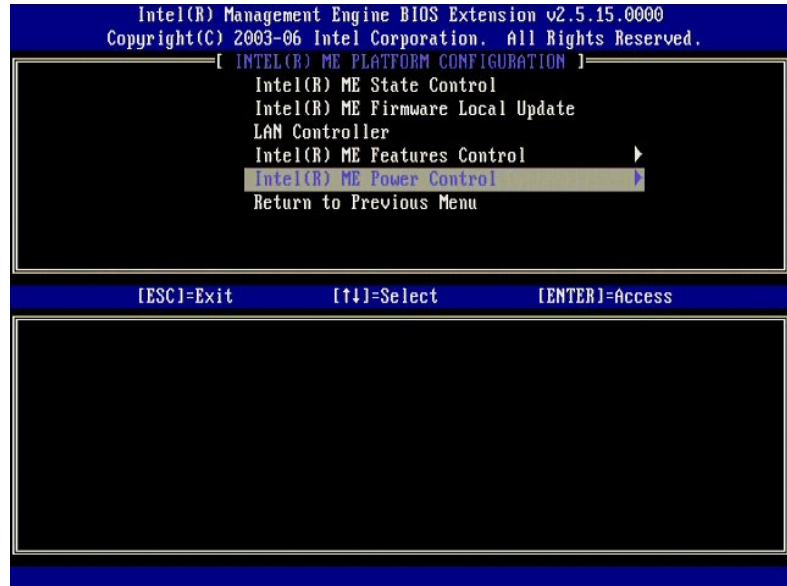 Intel(R) Management Engine BIOS Extension v2.5.15.0000
Copyright(C) 2003-06 Intel Corporation. All Rights Reserved.
[ INTEL(R) ME PLATFORM CONFIGURATION ]
Intel(R) ME State Control
Intel(R) ME Firmware Local Update
LAN Controller
Intel(R) ME Features Control ►
Intel(R) ME Power Control ►
Return to Previous Menu
[ESC]=Exit [↑↓]=Select [ENTER]=Access